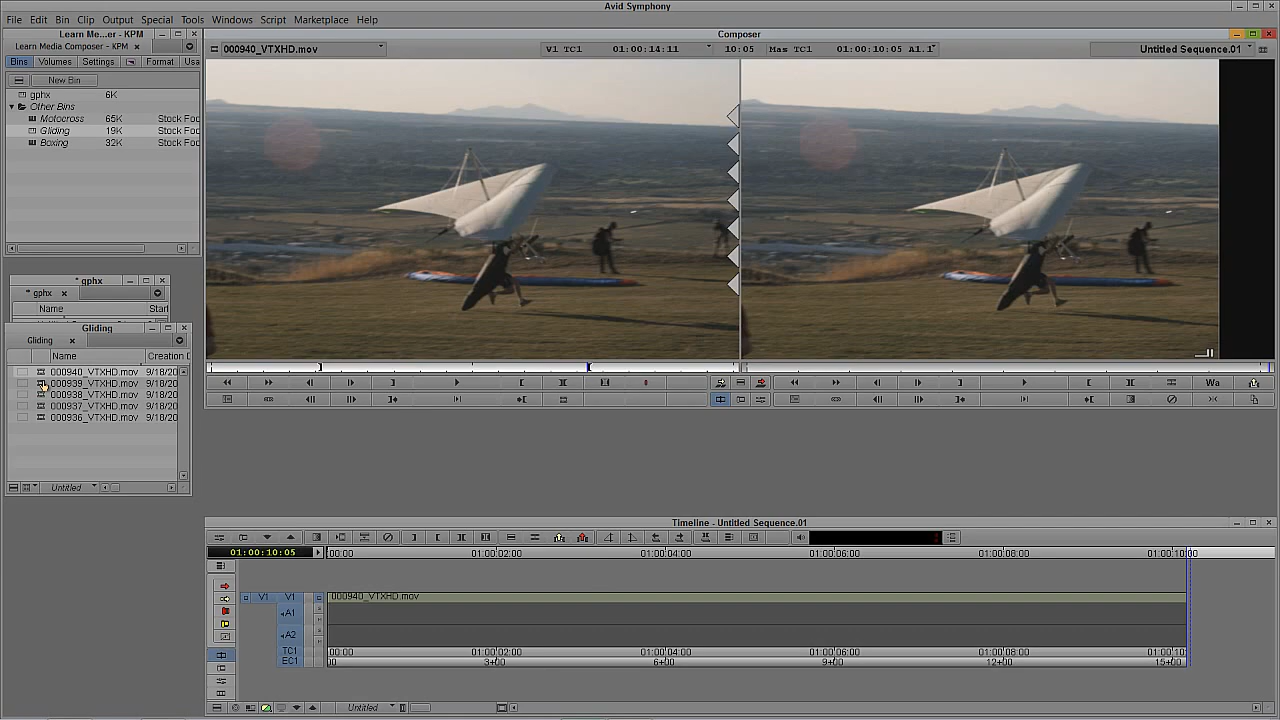 Avid Symphony
File Edit Bin Clip Output Special Tools Windows Script Marketplace Help
Learn Me...er - KPM
Learn Media Composer - KPM
Bins Volumes Settings Format Usa
New Bin
gphx 6K
Other Bins
Motocross 65K Stock Foo
Gliding 19K Stock Foo
Boxing 32K Stock Foo
* gphx
* gphx
Name Start
Gliding
Gliding
Name Creation D
000940_VTXHD.mov 9/18/20
000939_VTXHD.mov 9/18/20
000938_VTXHD.mov 9/18/20
000937_VTXHD.mov 9/18/20
000936_VTXHD.mov 9/18/20
Untitled
Composer
000940_VTXHD.mov V1 TC1 01:00:14:11 10:05 Mas TC1 01:00:10:05 A1.1 Untitled Sequence.01
Wa
Timeline - Untitled Sequence.01
01:00:10:05 00:00 01:00:02:00 01:00:04:00 01:00:06:00 01:00:08:00 01:00:10:00
V1 V1 000940_VTXHD.mov
A1
A2
TC1 00:00 01:00:02:00 01:00:04:00 01:00:06:00 01:00:08:00 01:00:10:
EC1 00 3+00 6+00 9+00 12+00 15+00
Untitled